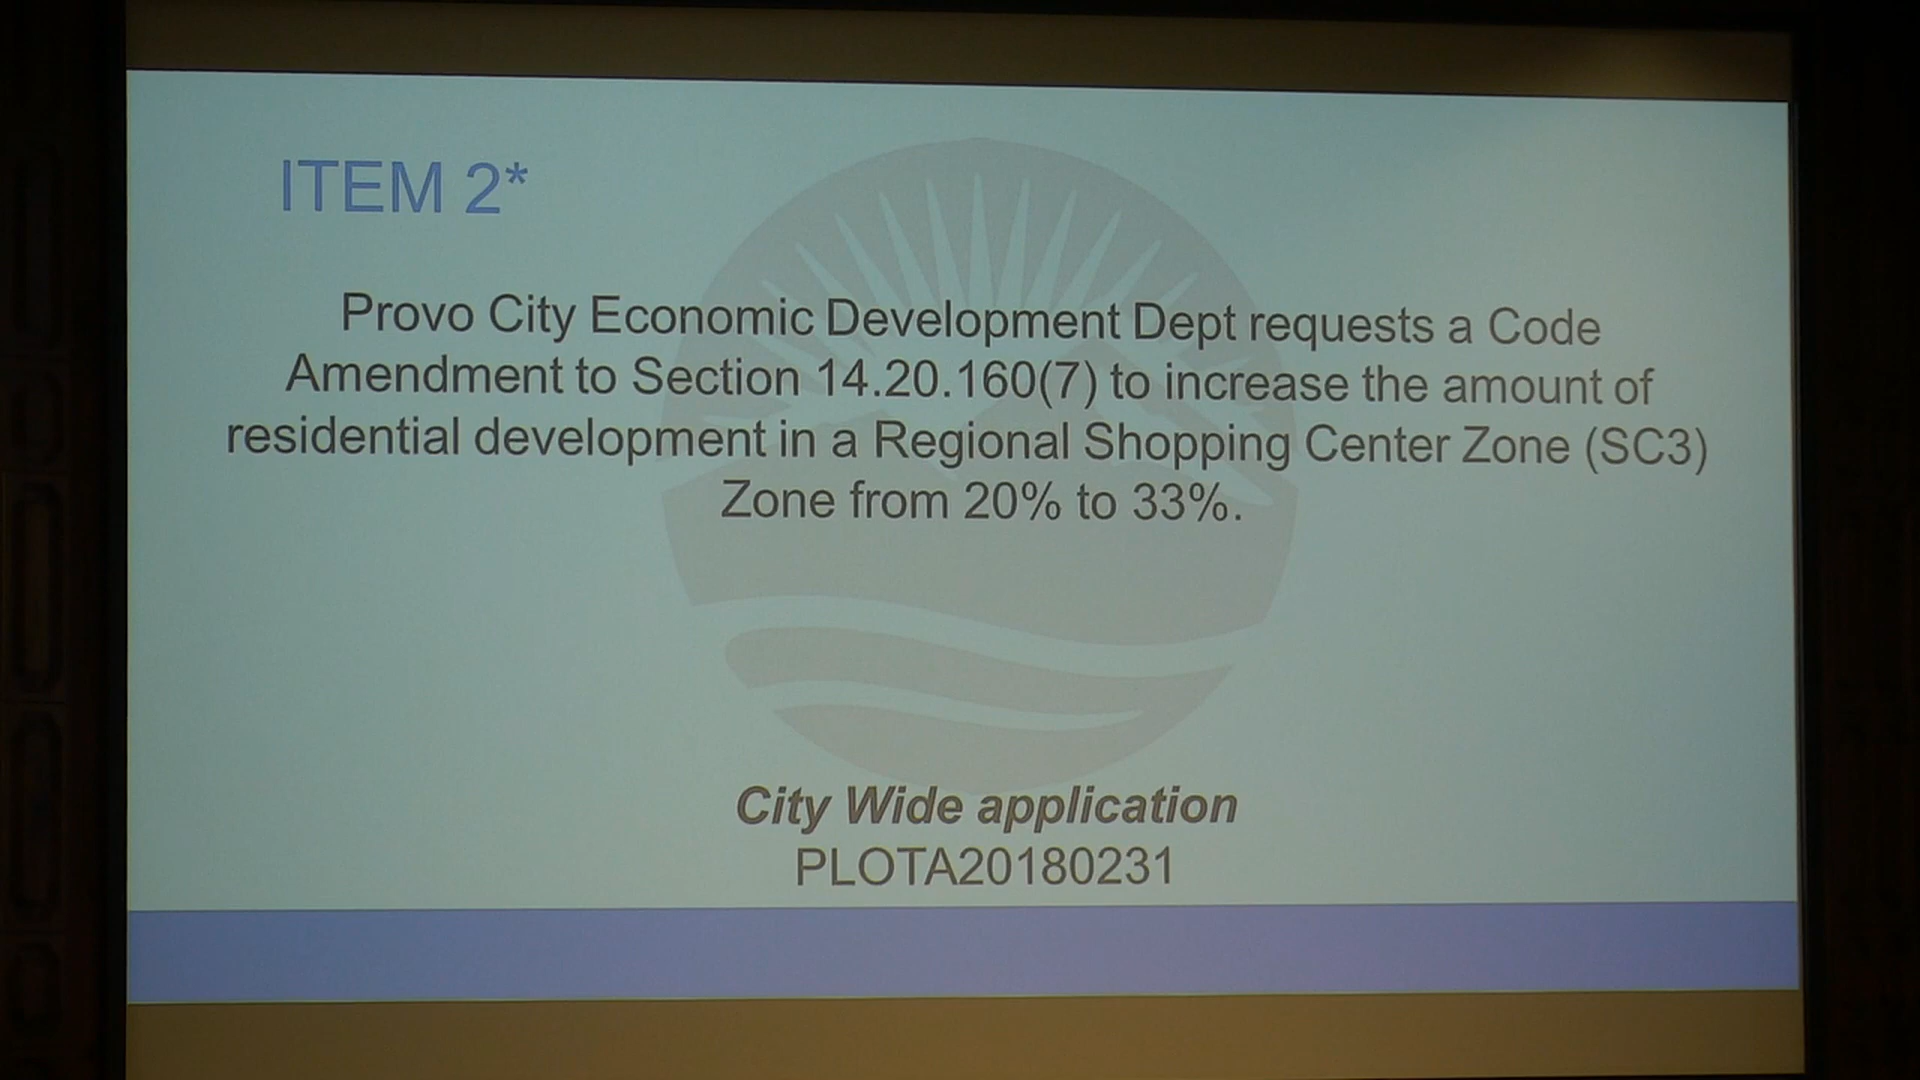 ITEM 2*
Provo City Economic Development Dept requests a Code
Amendment to Section 14.20.160(7) to increase the amount of
residential development in a Regional Shopping Center Zone (SC3)
Zone from 20% to 33%.
City Wide application
PLOTA20180231